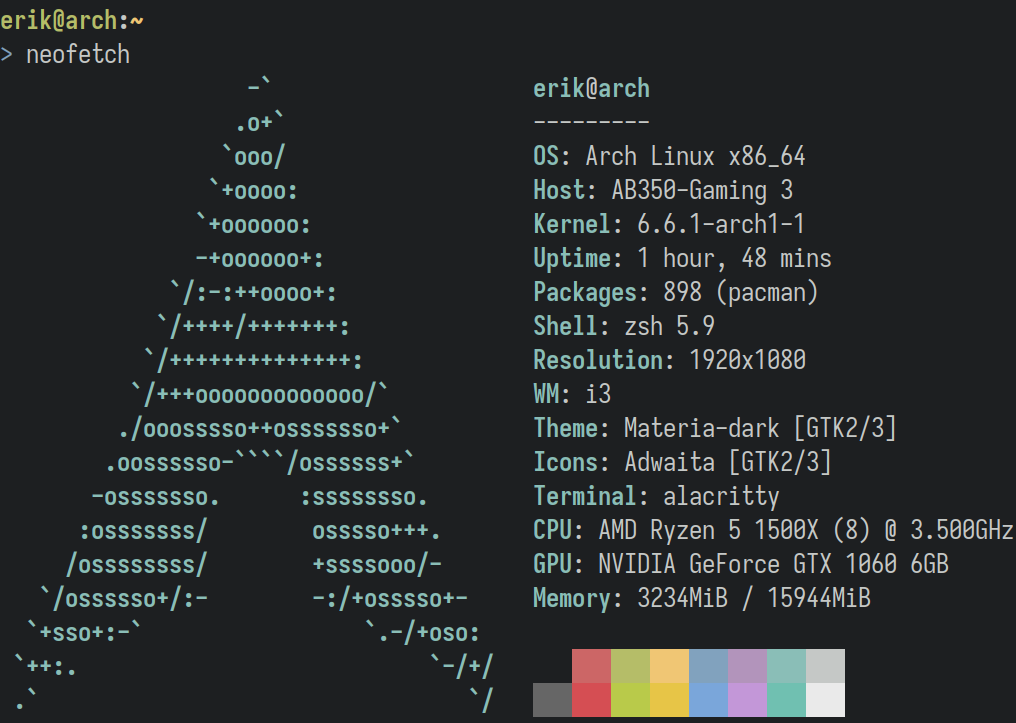 erik@arch:~
> neofetch
                   -`
                  .o+`
                 `ooo/
                `+oooo:
               `+oooooo:
               -+oooooo+:
             `/:-:++oooo+:
            `/++++/+++++++:
           `/++++++++++++++:
          `/+++ooooooooooooo/`
         ./ooosssso++osssssso+`
        .oossssso-````/ossssss+`
       -osssssso.      :ssssssso.
      :osssssss/        osssso+++.
     /ossssssss/        +ssssooo/-
   `/ossssso+/:-        -:/+osssso+-
  `+sso+:-`                 `.-/+oso:
 `++:.                           `-/+/
 .`                                 `/
erik@arch
---------
OS: Arch Linux x86_64
Host: AB350-Gaming 3
Kernel: 6.6.1-arch1-1
Uptime: 1 hour, 48 mins
Packages: 898 (pacman)
Shell: zsh 5.9
Resolution: 1920x1080
WM: i3
Theme: Materia-dark [GTK2/3]
Icons: Adwaita [GTK2/3]
Terminal: alacritty
CPU: AMD Ryzen 5 1500X (8) @ 3.500GHz
GPU: NVIDIA GeForce GTX 1060 6GB
Memory: 3234MiB / 15944MiB